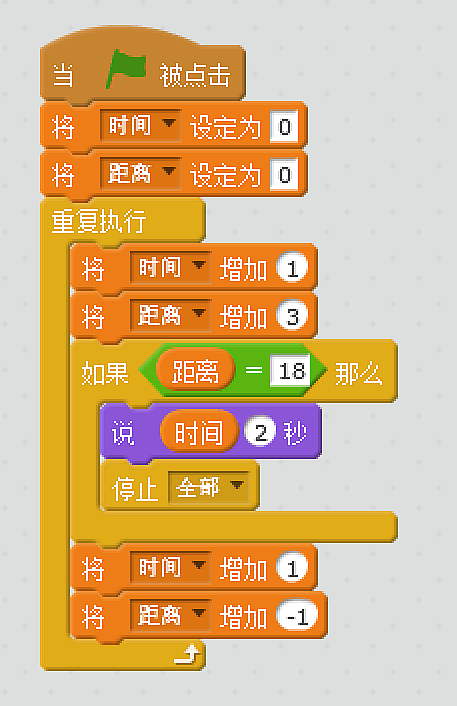 当 被点击
将 时间 设定为 0
将 距离 设定为 0
重复执行
将 时间 增加 1
将 距离 增加 3
如果 距离 = 18 那么
说 时间 2 秒
停止 全部
将 时间 增加 1
将 距离 增加 -1